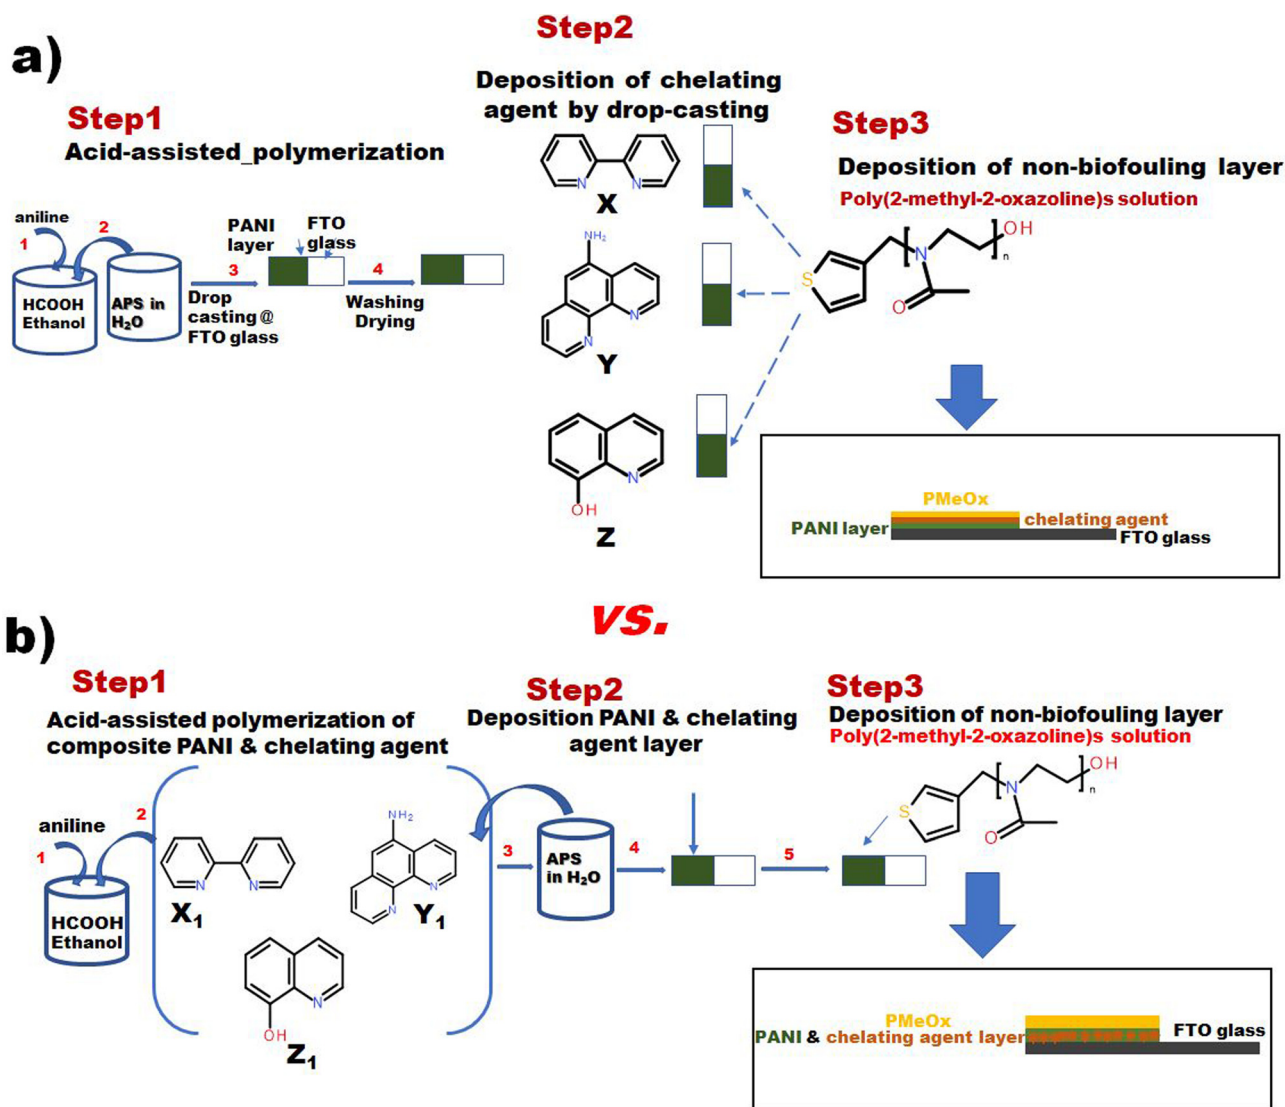 a)
Step1
Acid-assisted_polymerization
aniline
1
2
HCOOH
Ethanol
APS in
H₂O
3
Drop
casting @
FTO glass
PANI
layer
FTO
glass
4
Washing
Drying
Step2
Deposition of chelating
agent by drop-casting
N
N
X
NH₂
N
N
Y
N
OH
Z
Step3
Deposition of non-biofouling layer
Poly(2-methyl-2-oxazoline)s solution
S
N
O
n
OH
PMeOx
chelating agent
PANI layer
FTO glass
vs.
b)
Step1
Acid-assisted polymerization of
composite PANI & chelating agent
aniline
1
2
HCOOH
Ethanol
N
N
X₁
NH₂
N
N
Y₁
N
OH
Z₁
Step2
Deposition PANI & chelating
agent layer
3
APS
in H₂O
4
5
Step3
Deposition of non-biofouling layer
Poly(2-methyl-2-oxazoline)s solution
S
N
O
n
OH
PMeOx
PANI & chelating agent layer
FTO glass